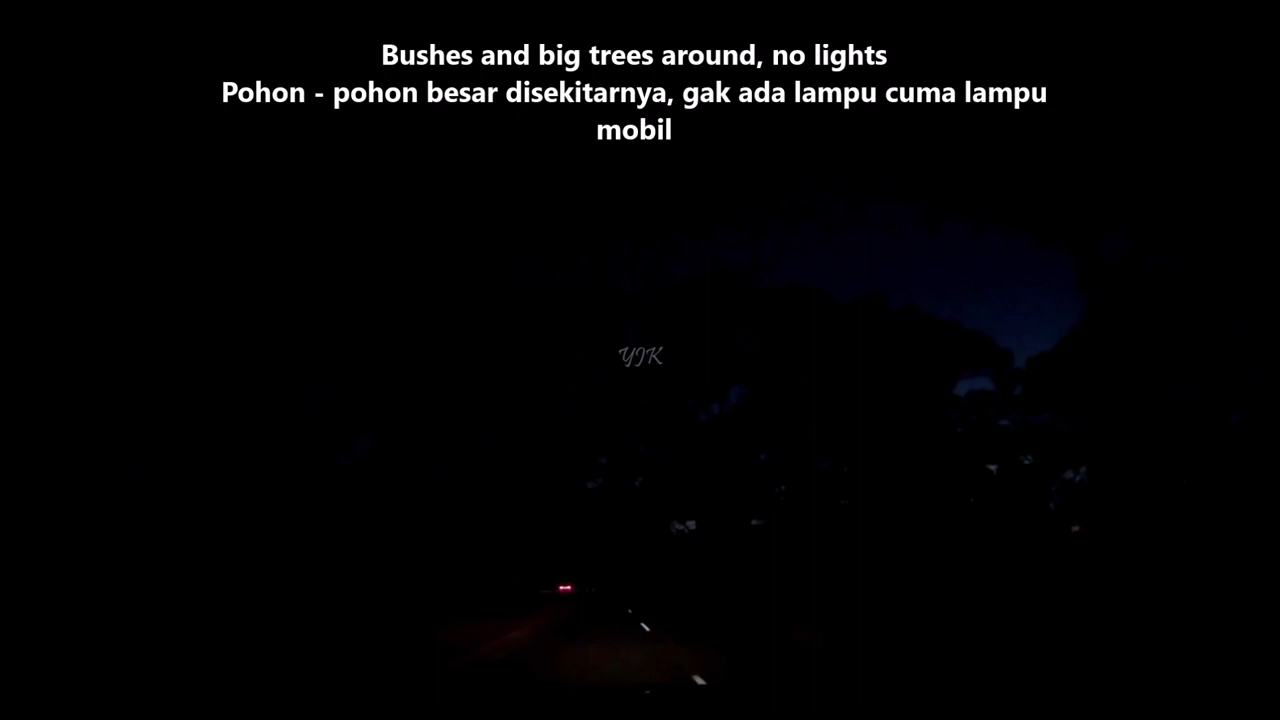 Bushes and big trees around, no lights
Pohon - pohon besar disekitarnya, gak ada lampu cuma lampu
mobil
YJK